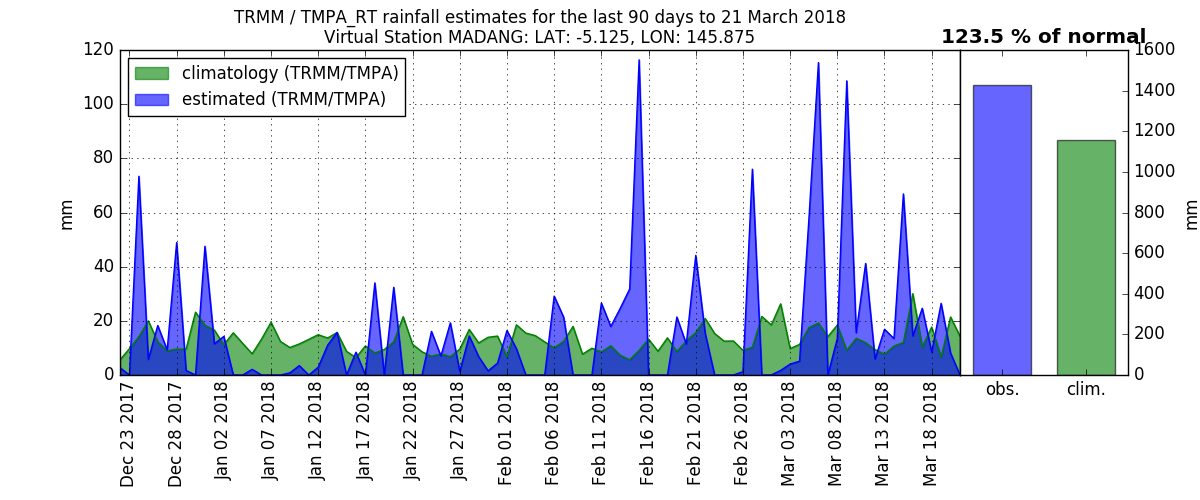 TRMM / TMPA_RT rainfall estimates for the last 90 days to 21 March 2018
Virtual Station MADANG: LAT: -5.125, LON: 145.875
123.5 % of normal
climatology (TRMM/TMPA)
estimated (TRMM/TMPA)
mm
120
100
80
60
40
20
0
Dec 23 2017
Dec 28 2017
Jan 02 2018
Jan 07 2018
Jan 12 2018
Jan 17 2018
Jan 22 2018
Jan 27 2018
Feb 01 2018
Feb 06 2018
Feb 11 2018
Feb 16 2018
Feb 21 2018
Feb 26 2018
Mar 03 2018
Mar 08 2018
Mar 13 2018
Mar 18 2018
1600
1400
1200
1000
800
600
400
200
0
mm
obs.
clim.